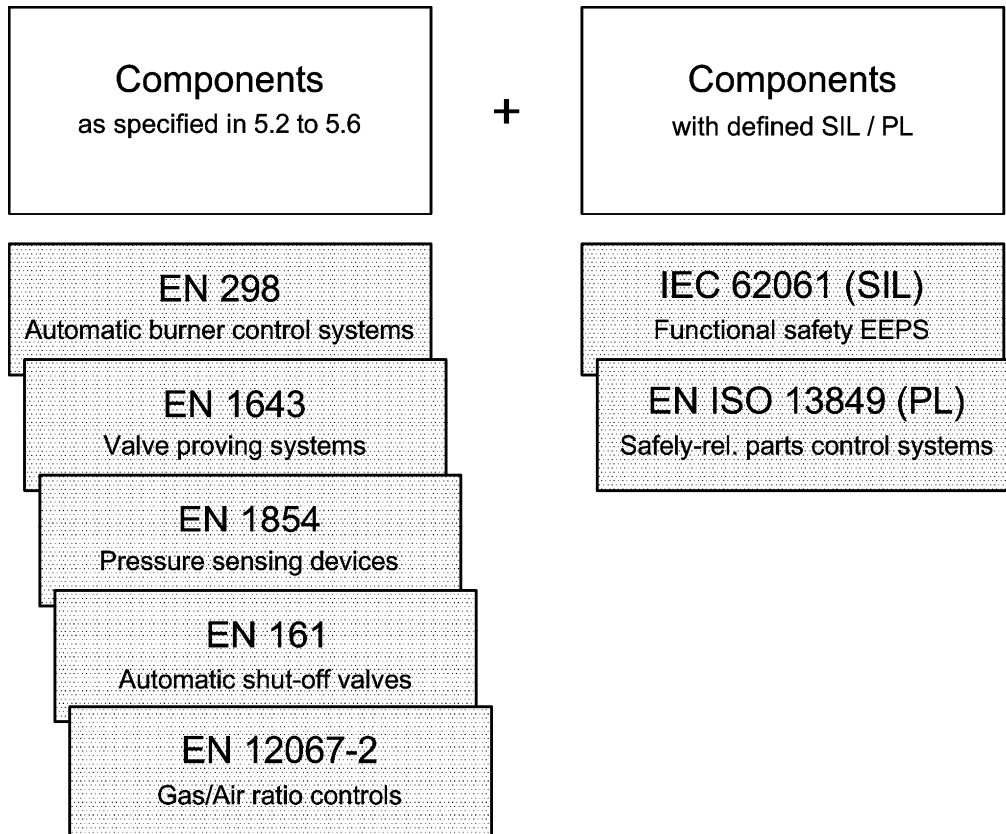 Components
as specified in 5.2 to 5.6
+
Components
with defined SIL / PL
EN 298
Automatic burner control systems
EN 1643
Valve proving systems
EN 1854
Pressure sensing devices
EN 161
Automatic shut-off valves
EN 12067-2
Gas/Air ratio controls
IEC 62061 (SIL)
Functional safety EEPS
EN ISO 13849 (PL)
Safely-rel. parts control systems